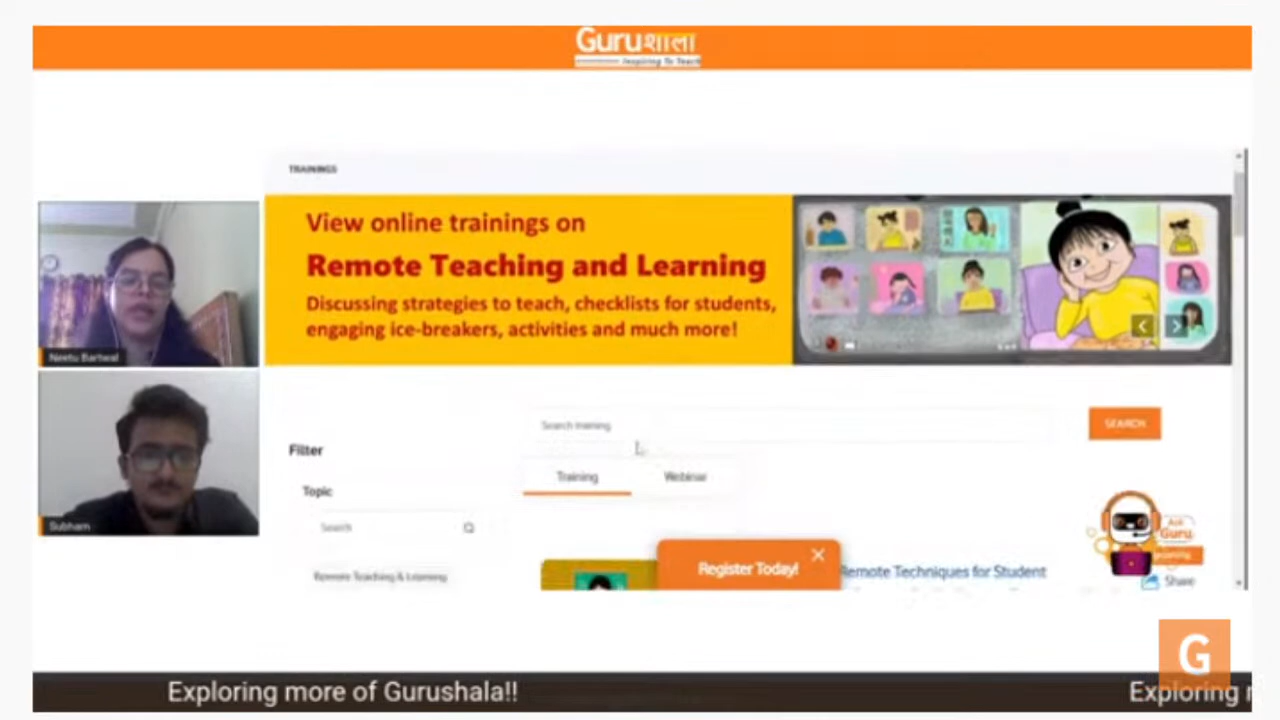 Guruशाला
Inspiring To Teach
TRAININGS
View online trainings on
Remote Teaching and Learning
Discussing strategies to teach, checklists for students,
engaging ice-breakers, activities and much more!
Neetu Bartwal
Subham
Search training
SEARCH
Filter
Training
Webinar
Topic
Search
Remote Teaching & Learning
Register Today!
Remote Techniques for Student
Ask
Guru
Share
G
Exploring more of Gurushala!!
Exploring